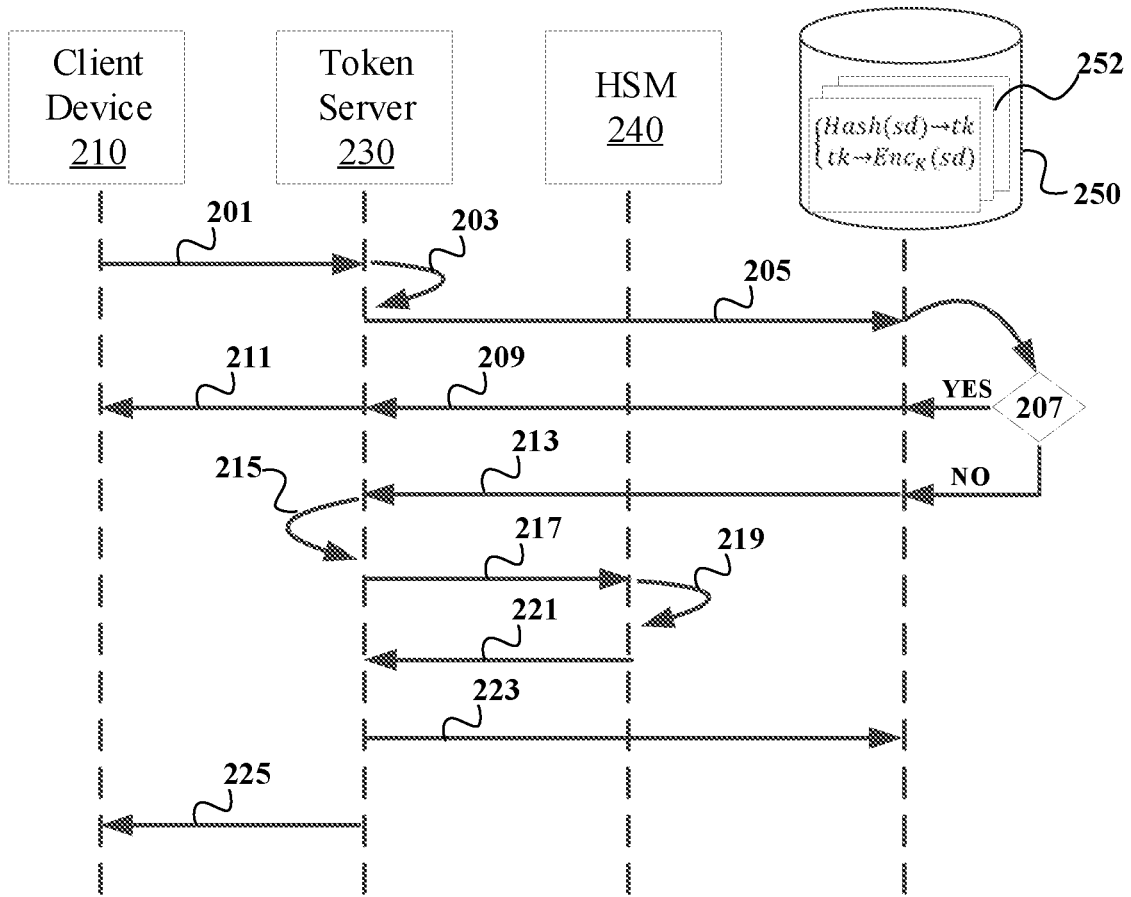 Client
Device
210
Token
Server
230
HSM
240
Hash(sd)→tk
tk→Enc_K(sd)
252
250
201
203
205
211
209
YES
207
215
213
NO
217
219
221
223
225